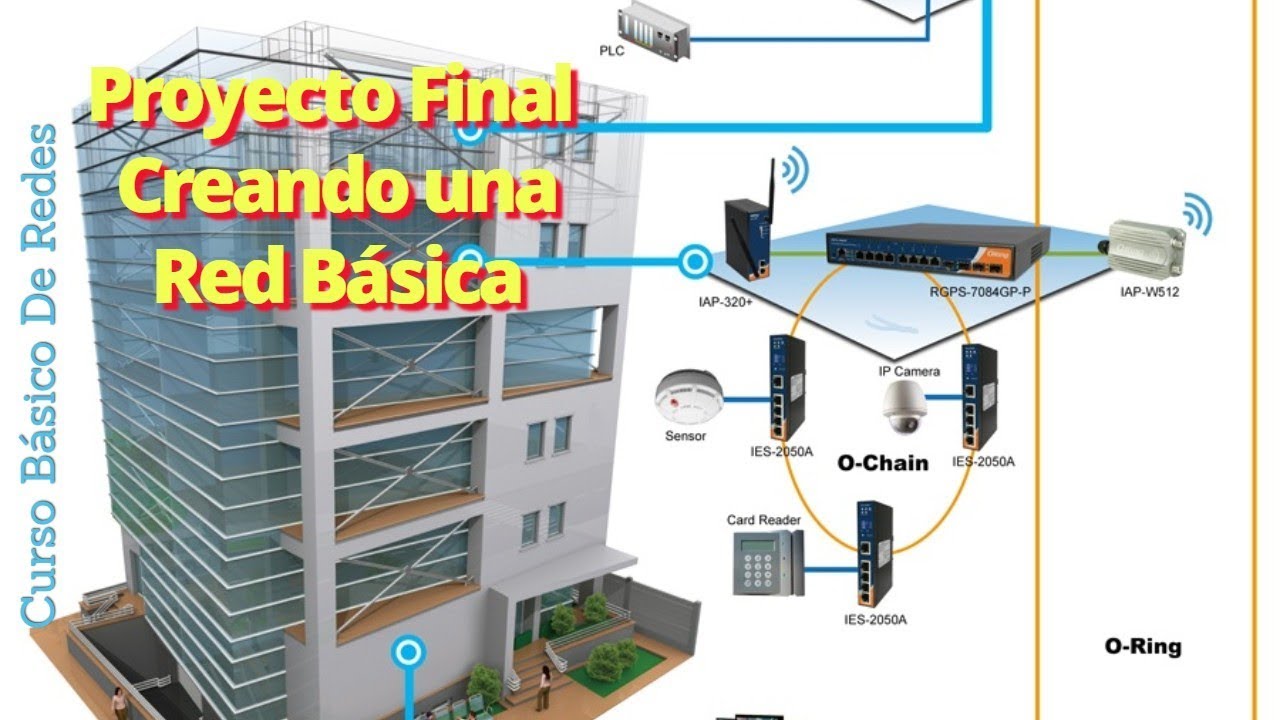 Curso Básico De Redes
Proyecto Final
Creando una
Red Básica
PLC
IAP-320+
RGPS-7084GP-P
IAP-W512
IP Camera
Sensor
IES-2050A
O-Chain
IES-2050A
Card Reader
IES-2050A
O-Ring